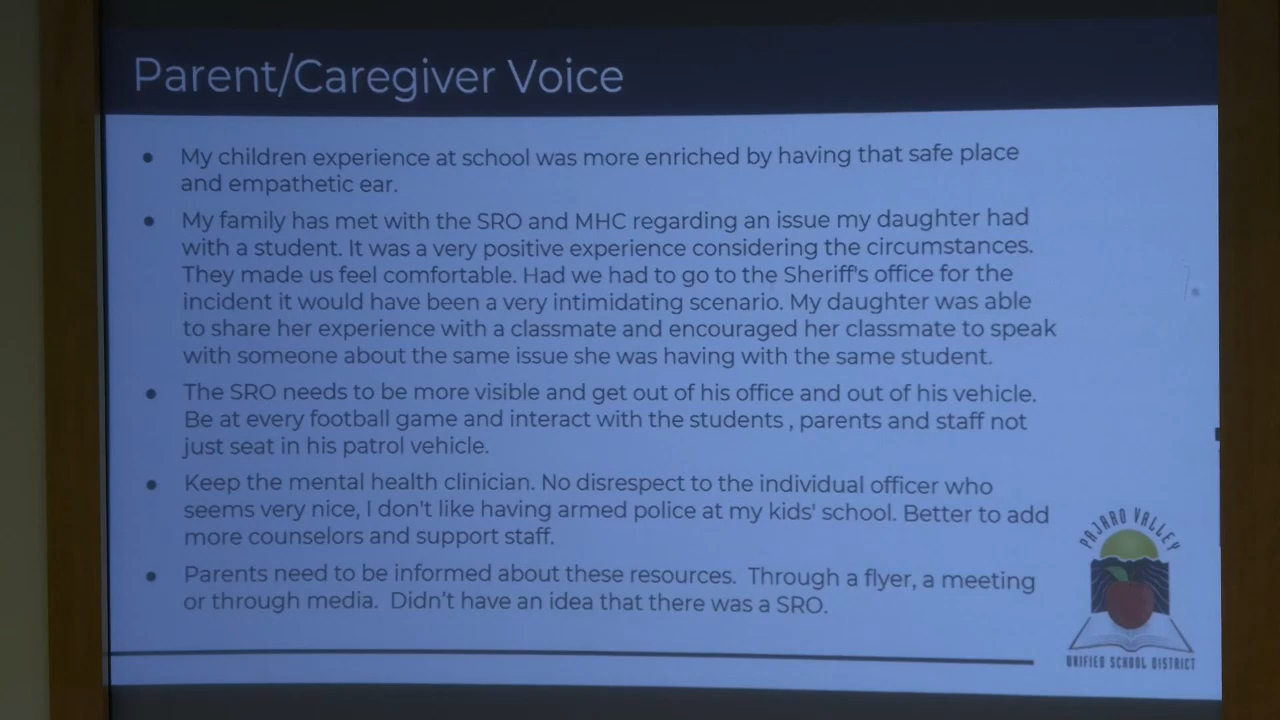 Parent/Caregiver Voice
• My children experience at school was more enriched by having that safe place
and empathetic ear.
• My family has met with the SRO and MHC regarding an issue my daughter had
with a student. It was a very positive experience considering the circumstances.
They made us feel comfortable. Had we had to go to the Sheriff's office for the
incident it would have been a very intimidating scenario. My daughter was able
to share her experience with a classmate and encouraged her classmate to speak
with someone about the same issue she was having with the same student.
• The SRO needs to be more visible and get out of his office and out of his vehicle.
Be at every football game and interact with the students , parents and staff not
just seat in his patrol vehicle.
• Keep the mental health clinician. No disrespect to the individual officer who
seems very nice, I don't like having armed police at my kids' school. Better to add
more counselors and support staff.
• Parents need to be informed about these resources.  Through a flyer, a meeting
or through media.  Didn't have an idea that there was a SRO.
PAJARO VALLEY
UNIFIED SCHOOL DISTRICT